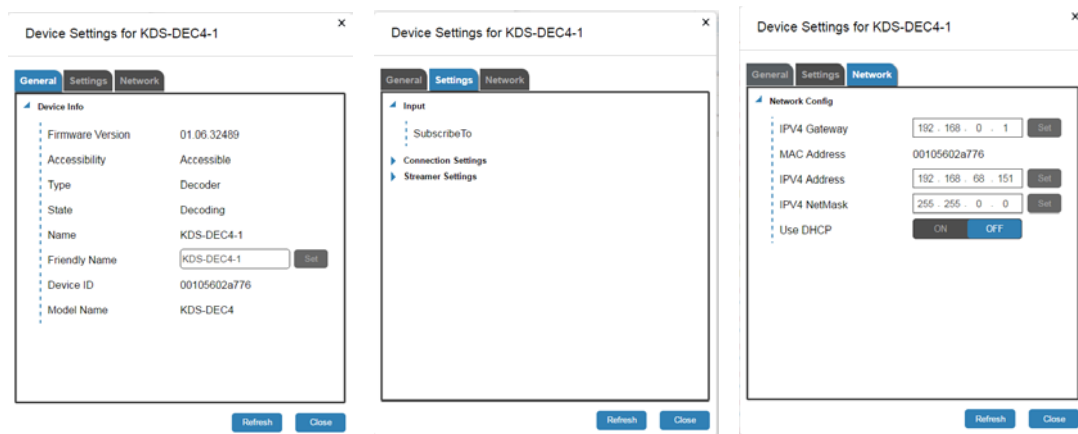 Device Settings for KDS-DEC4-1
x
General Settings Network
Device Info
Firmware Version 01.06.32489
Accessibility Accessible
Type Decoder
State Decoding
Name KDS-DEC4-1
Friendly Name KDS-DEC4-1 Set
Device ID 00105602a776
Model Name KDS-DEC4
Refresh Close
Device Settings for KDS-DEC4-1
x
General Settings Network
Input
SubscribeTo
Connection Settings
Streamer Settings
Refresh Close
Device Settings for KDS-DEC4-1
x
General Settings Network
Network Config
IPV4 Gateway 192 . 168 . 0 . 1 Set
MAC Address 00105602a776
IPV4 Address 192 . 168 . 68 . 151 Set
IPV4 NetMask 255 . 255 . 0 . 0 Set
Use DHCP ON OFF
Refresh Close